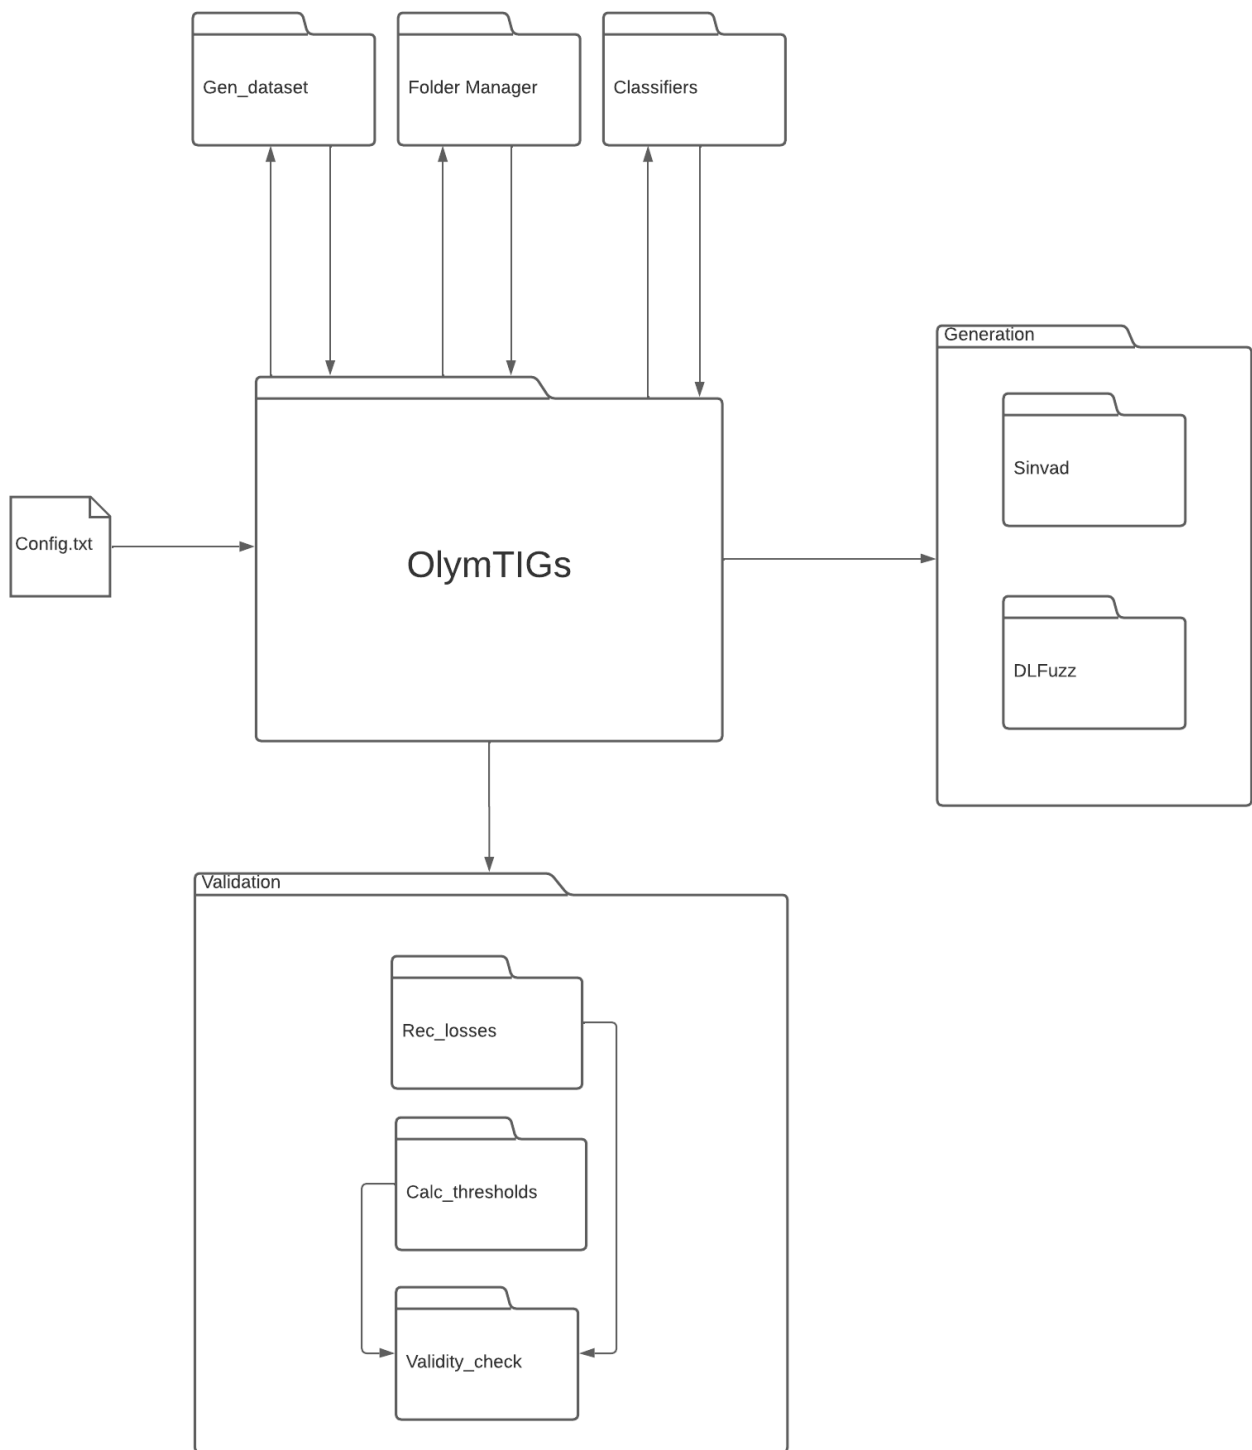 Gen_dataset
Folder Manager
Classifiers
Generation
Sinvad
Config.txt
OlymTIGs
DLFuzz
Validation
Rec_losses
Calc_thresholds
Validity_check